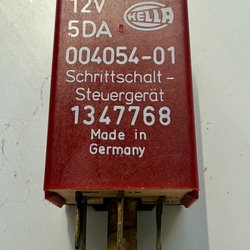 12V HELLA
5DA
004054-01
Schrittschalt-
Steuergerät
1347768
Made in
Germany